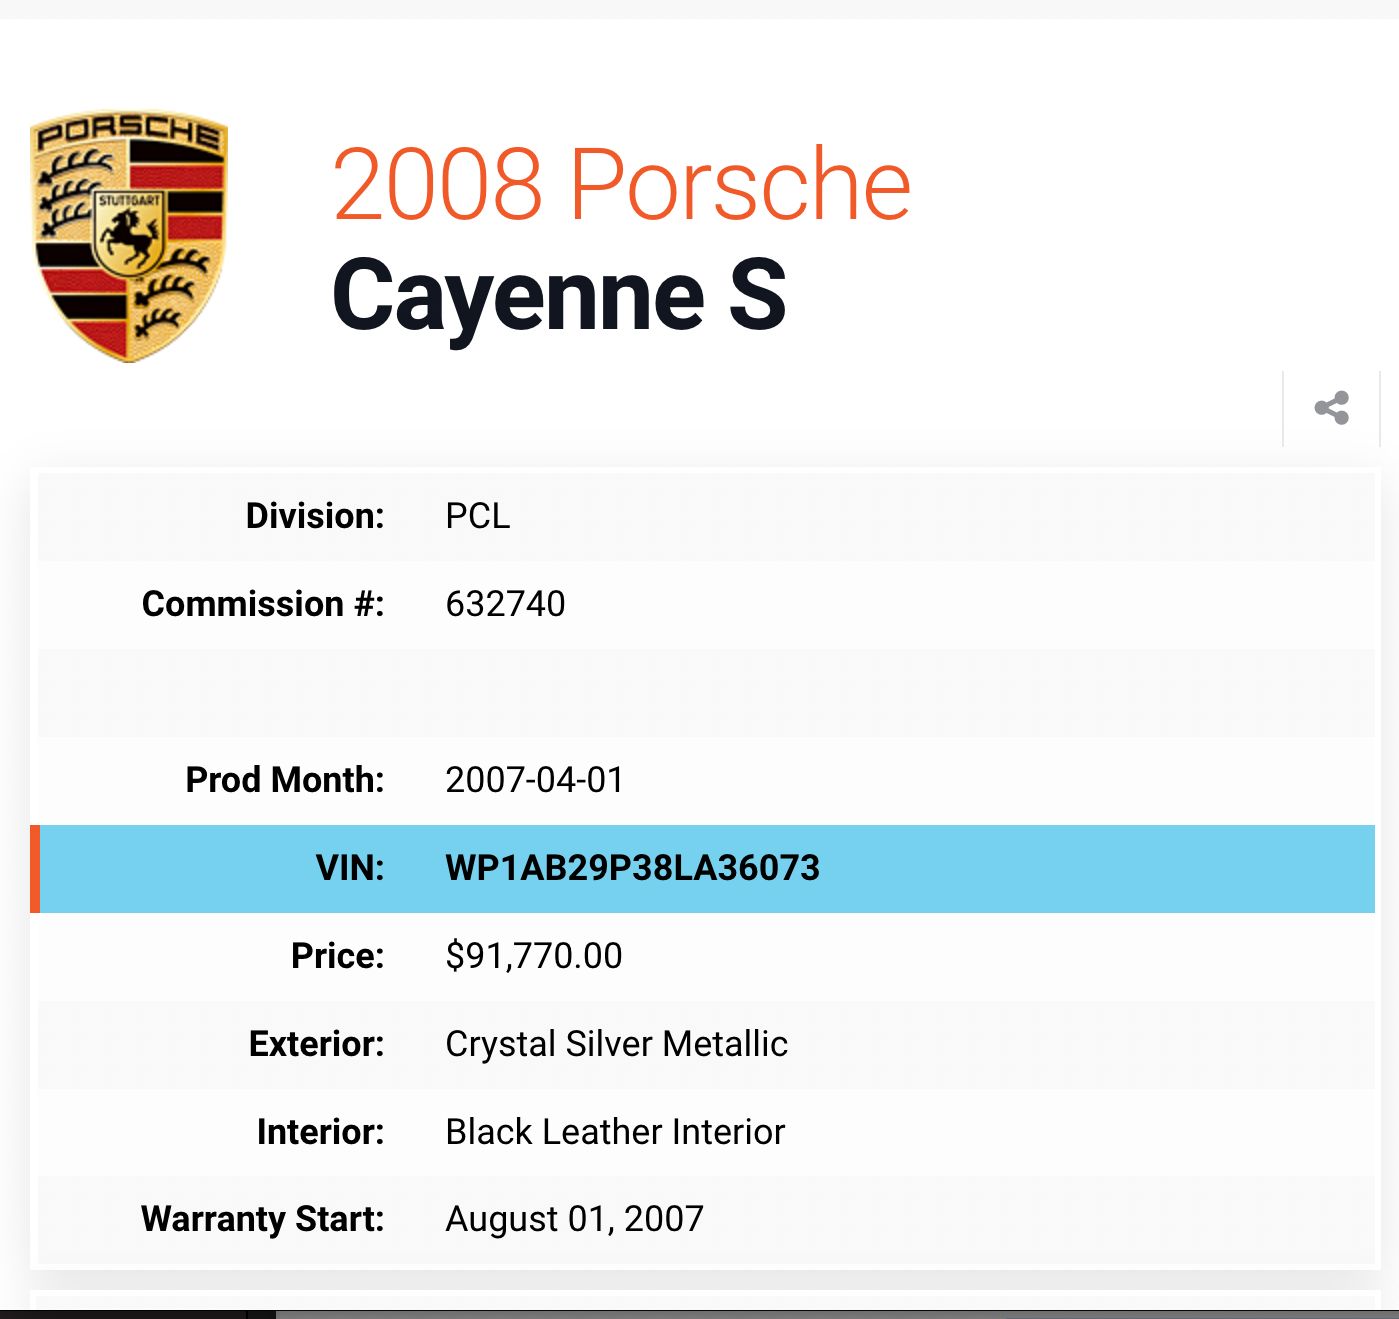 PORSCHE
STUTTGART
2008 Porsche
Cayenne S
Division: PCL
Commission #: 632740
Prod Month: 2007-04-01
VIN: WP1AB29P38LA36073
Price: $91,770.00
Exterior: Crystal Silver Metallic
Interior: Black Leather Interior
Warranty Start: August 01, 2007